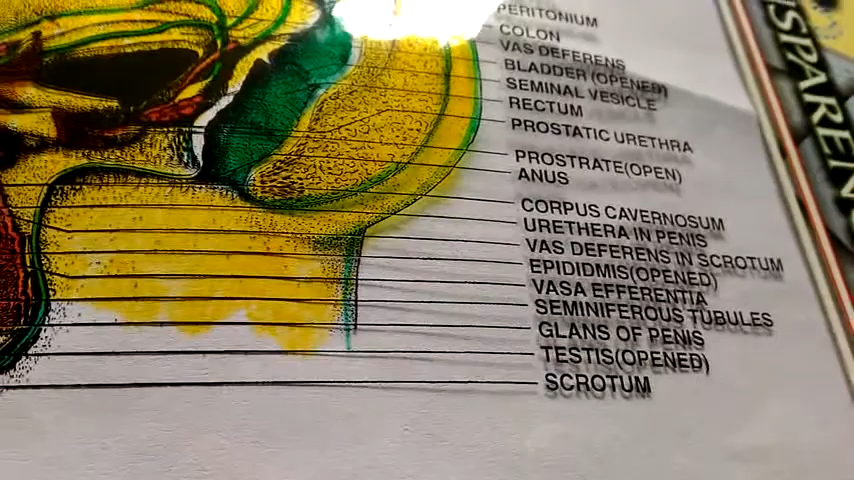 PERITONIUM
COLON
VAS DEFERENS
BLADDER (OPENED)
SEMINAL VESICLE
RECTUM
PROSTATIC URETHRA
PROSTRATE(OPEN)
ANUS
CORPUS CAVERNOSUM
URETHERA IN PENIS
VAS DEFERENS IN SCROTUM
EPIDIDMIS(OPENED)
VASA EFFERENTIA
SEMINIFEROUS TUBULES
GLANS OF PENIS
TESTIS(OPENED)
SCROTUM